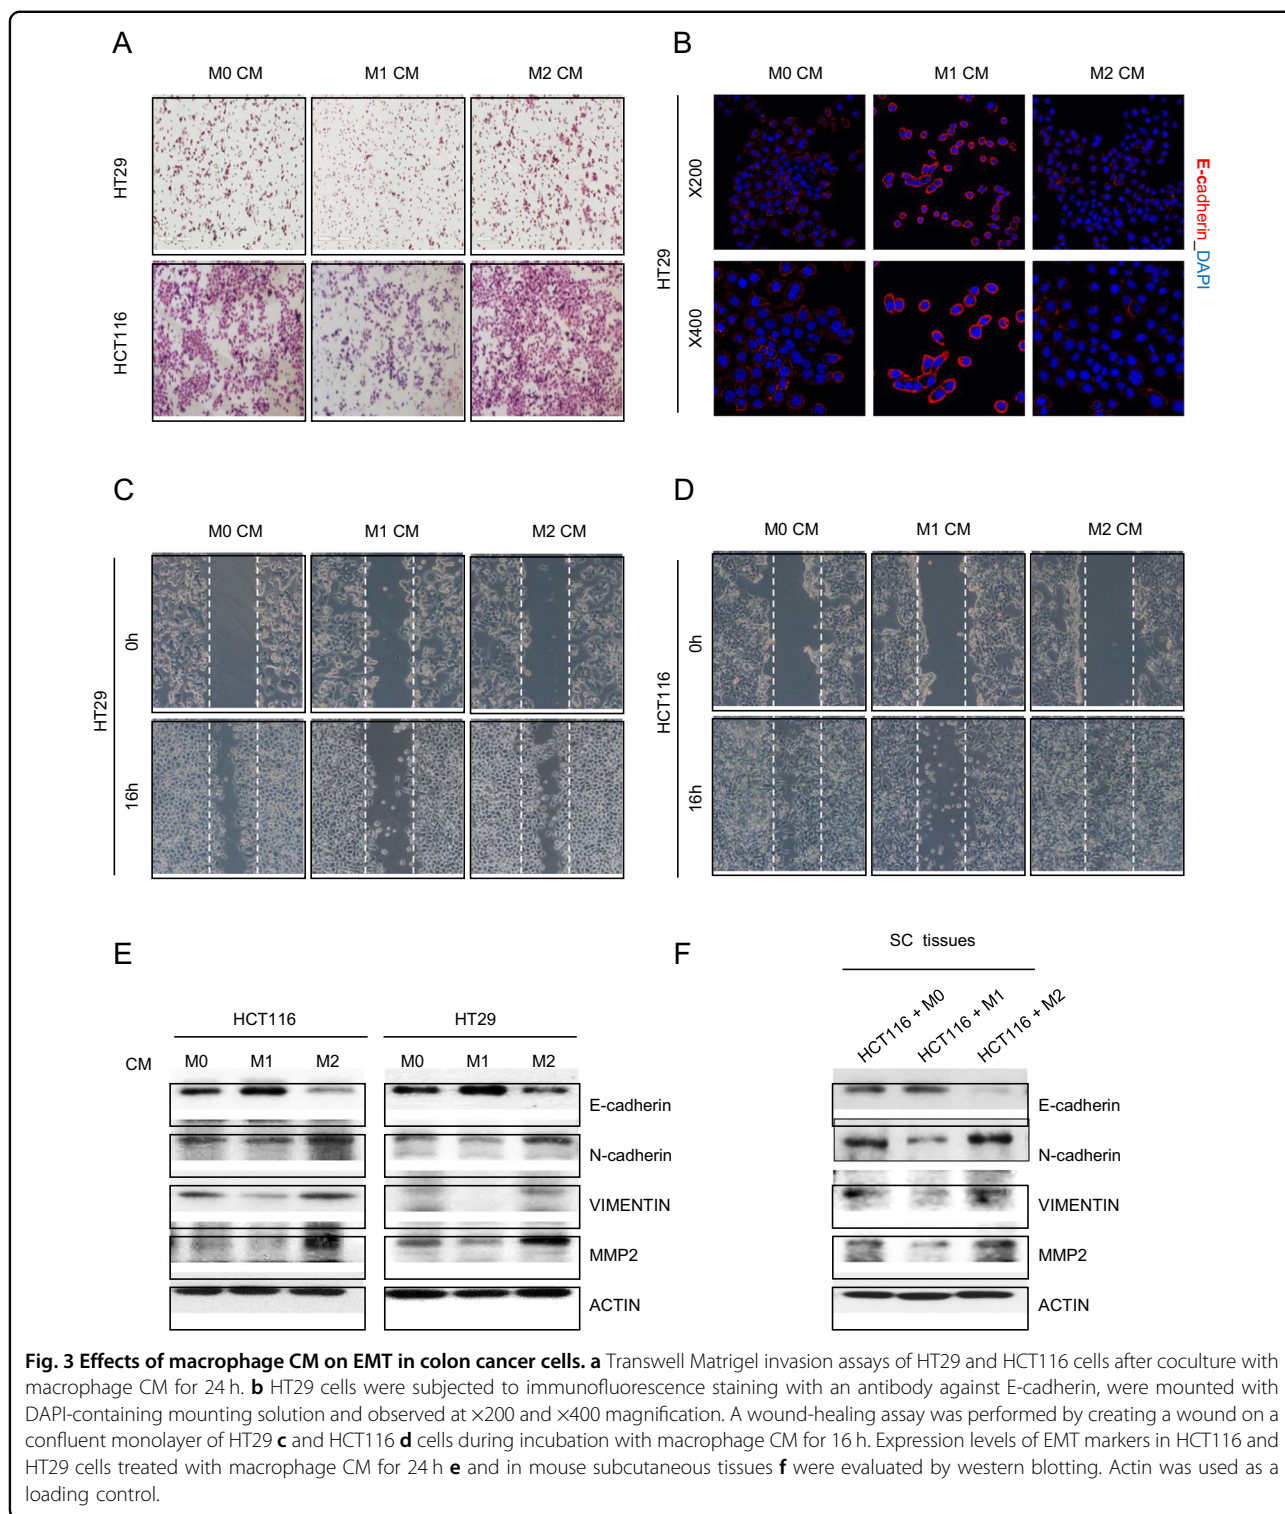 A
M0 CM M1 CM M2 CM
HT29
HCT116
B
M0 CM M1 CM M2 CM
HT29
X200
X400
E-cadherin_DAPI
C
M0 CM M1 CM M2 CM
HT29
0h
16h
D
M0 CM M1 CM M2 CM
HCT116
0h
16h
E
HCT116 HT29
CM M0 M1 M2 M0 M1 M2
E-cadherin
N-cadherin
VIMENTIN
MMP2
ACTIN
F
SC tissues
HCT116 + M0 HCT116 + M1 HCT116 + M2
E-cadherin
N-cadherin
VIMENTIN
MMP2
ACTIN
Fig. 3 Effects of macrophage CM on EMT in colon cancer cells. a Transwell Matrigel invasion assays of HT29 and HCT116 cells after coculture with
macrophage CM for 24 h. b HT29 cells were subjected to immunofluorescence staining with an antibody against E-cadherin, were mounted with
DAPI-containing mounting solution and observed at ×200 and ×400 magnification. A wound-healing assay was performed by creating a wound on a
confluent monolayer of HT29 c and HCT116 d cells during incubation with macrophage CM for 16 h. Expression levels of EMT markers in HCT116 and
HT29 cells treated with macrophage CM for 24 h e and in mouse subcutaneous tissues f were evaluated by western blotting. Actin was used as a
loading control.